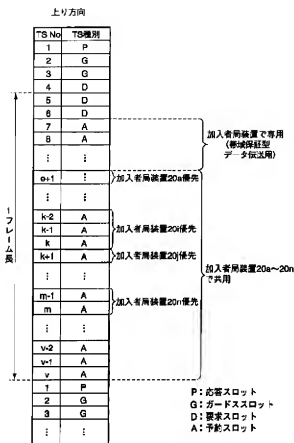 上り方向
TS No TS種別
1 P
2 G
3 G
4 D
5 D
6 D
7 A
8 A
⋮ ⋮
加入者局装置で専用
(帯域保証型
データ伝送用)
e+1 ⋮ 加入者局装置20a優先
k-2 A
k-1 A 加入者局装置20i優先
k A
k+1 A 加入者局装置20j優先
⋮ ⋮
加入者局装置20a〜20n
で共用
m-1 A 加入者局装置20n優先
m A
⋮ ⋮
v-2 A
v-1 A
v A
1フレーム長
1 P
2 G
3 G
⋮ ⋮
P:応答スロット
G:ガードススロット
D:要求スロット
A:予約スロット